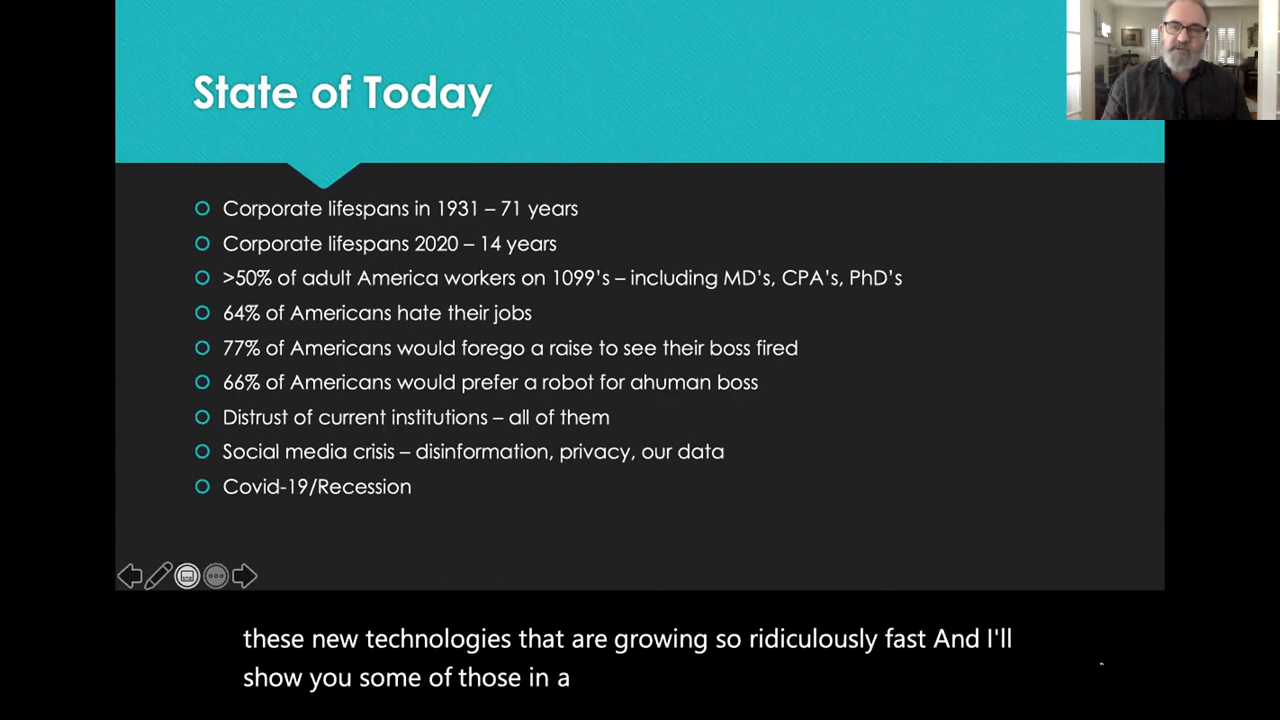 State of Today
Corporate lifespans in 1931 – 71 years
Corporate lifespans 2020 – 14 years
>50% of adult America workers on 1099's – including MD's, CPA's, PhD's
64% of Americans hate their jobs
77% of Americans would forego a raise to see their boss fired
66% of Americans would prefer a robot for ahuman boss
Distrust of current institutions – all of them
Social media crisis – disinformation, privacy, our data
Covid-19/Recession
these new technologies that are growing so ridiculously fast And I'll
show you some of those in a